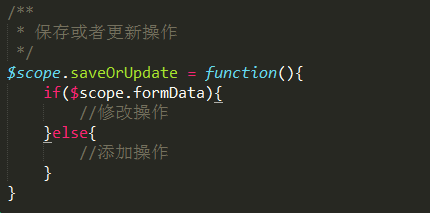 /**
 * 保存或者更新操作
 */
$scope.saveOrUpdate = function(){
    if($scope.formData){
        //修改操作
    }else{
        //添加操作
    }
}